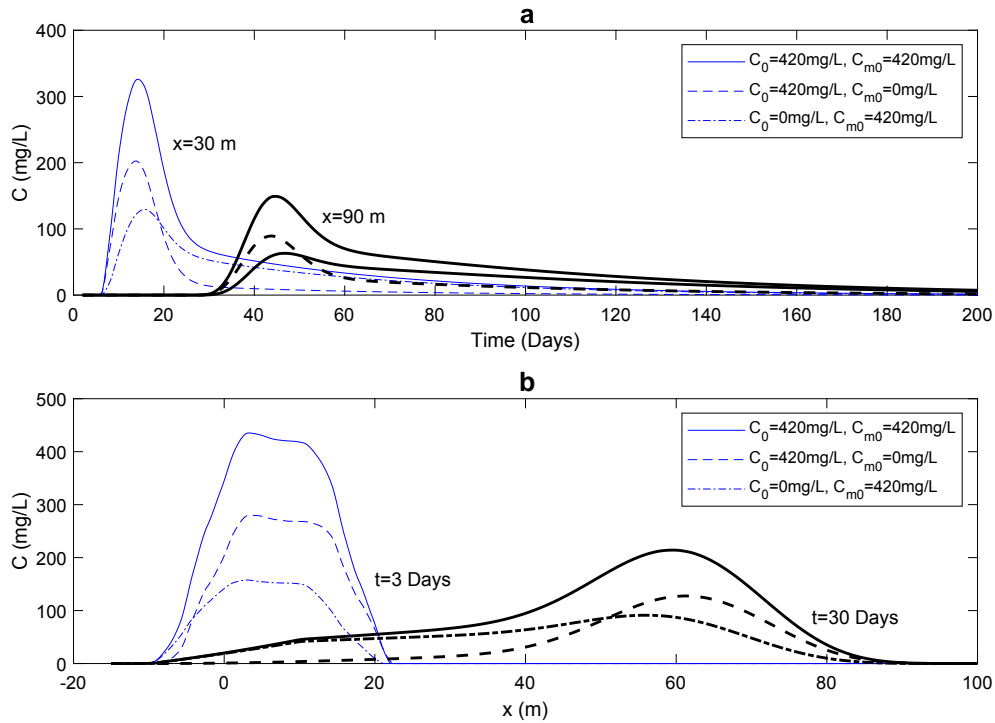 a
400
300
200
100
0
C (mg/L)
C0=420mg/L, Cm0=420mg/L
C0=420mg/L, Cm0=0mg/L
C0=0mg/L, Cm0=420mg/L
x=30 m
x=90 m
0 20 40 60 80 100 120 140 160 180 200
Time (Days)
b
500
400
300
200
100
0
C (mg/L)
C0=420mg/L, Cm0=420mg/L
C0=420mg/L, Cm0=0mg/L
C0=0mg/L, Cm0=420mg/L
t=3 Days
t=30 Days
-20 0 20 40 60 80 100
x (m)